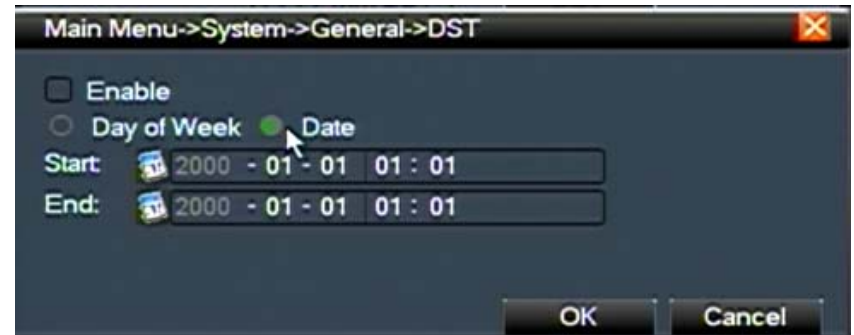 Main Menu->System->General->DST
Enable
Day of Week Date
Start: 2000 - 01 - 01 01 : 01
End: 2000 - 01 - 01 01 : 01
OK Cancel